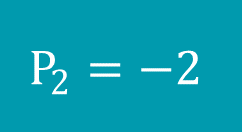 P₂ = −2